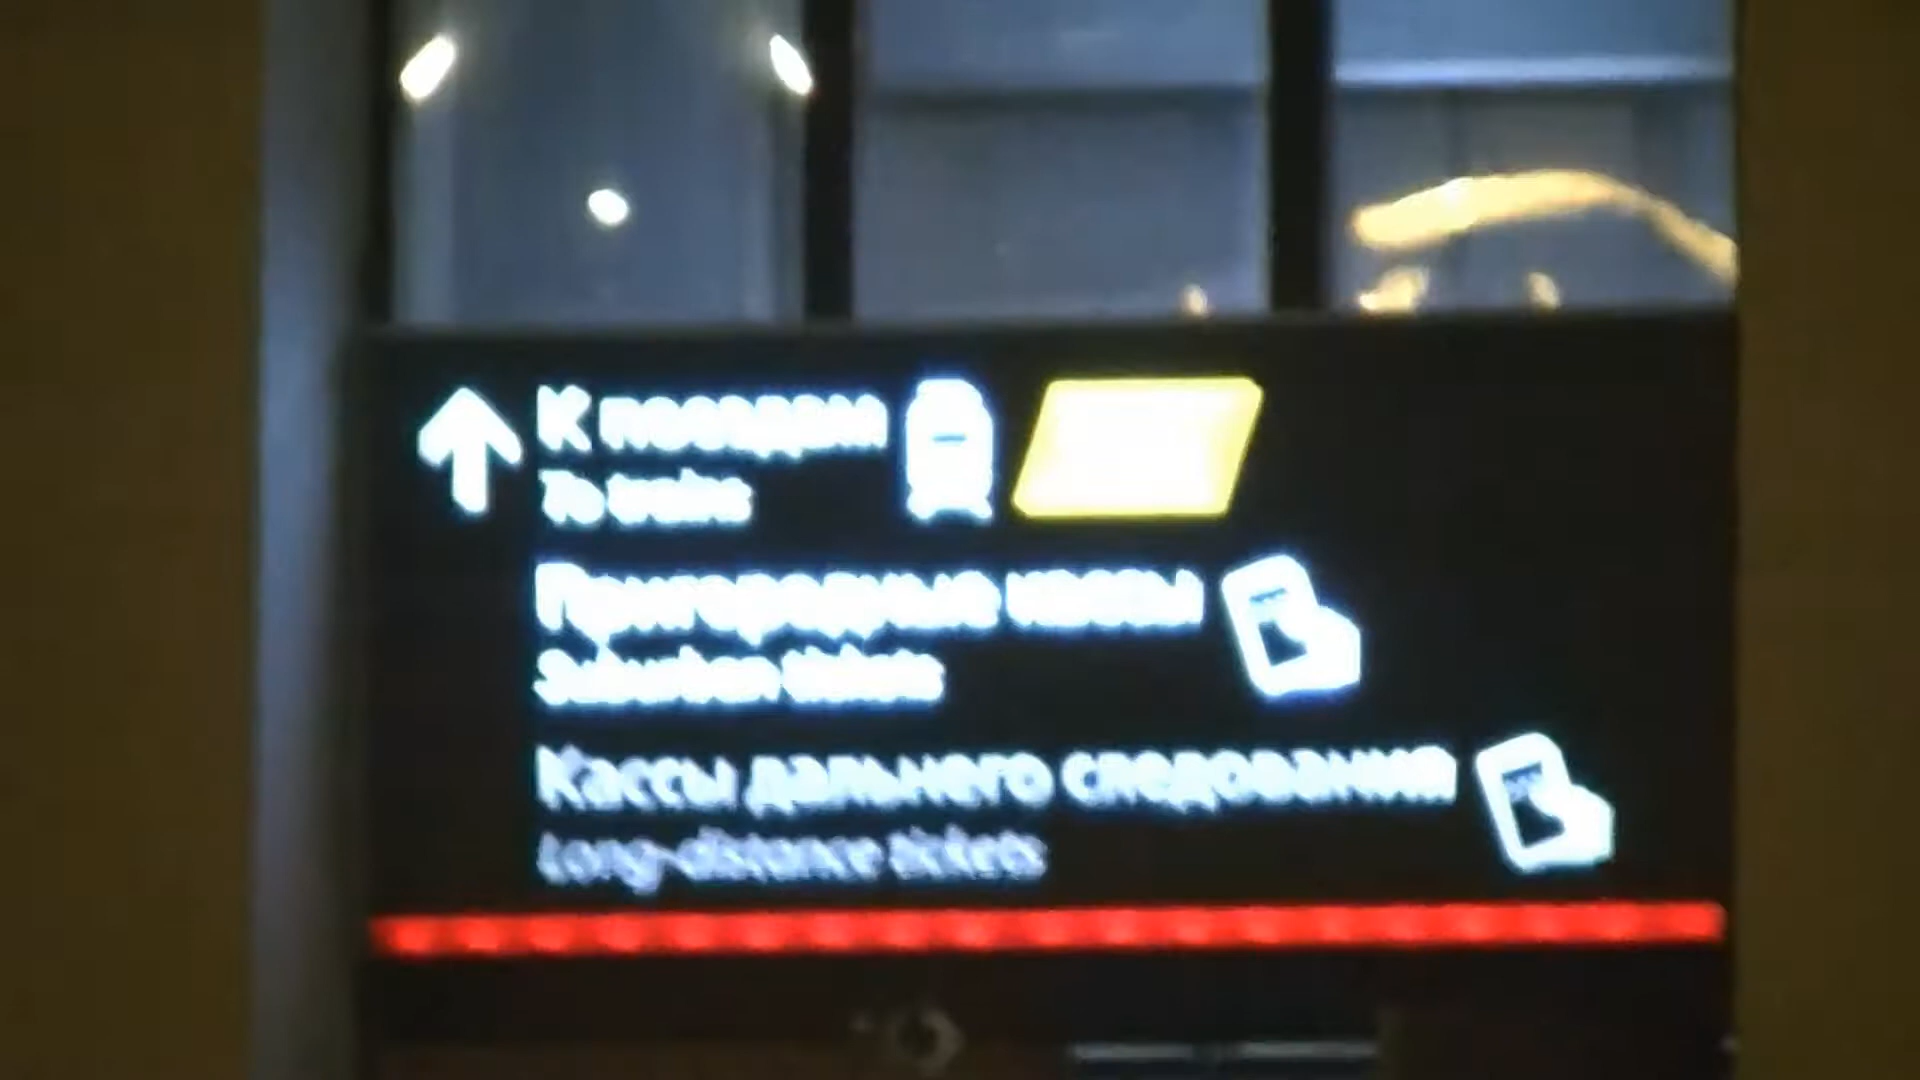 К поездам
To trains
Пригородные кассы
Suburban tickets
Кассы дальнего следования
Long-distance tickets